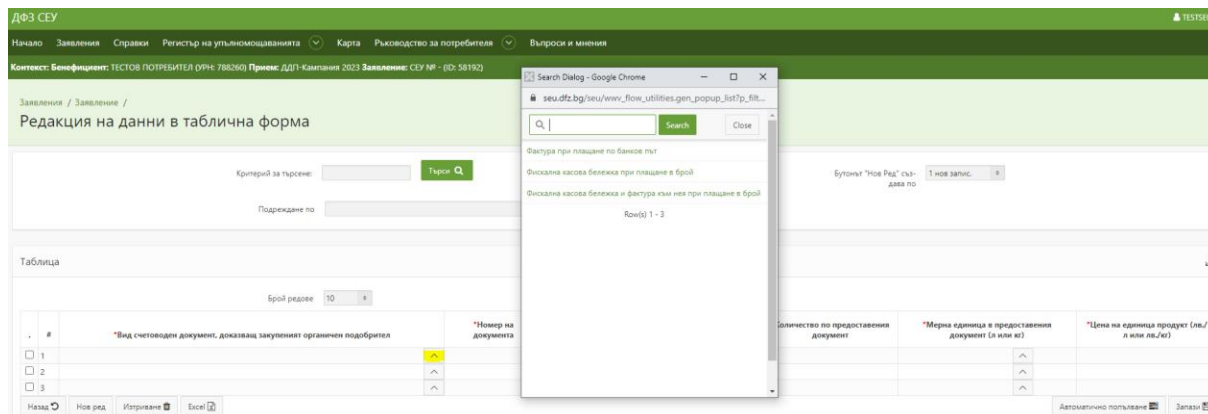 ДФЗ СЕУ
TESTSE
Начало Заявления Справки Регистър на упълномощаванията Карта Ръководство за потребителя Въпроси и мнения
Контекст: Бенефициент: ТЕСТОВ ПОТРЕБИТЕЛ (УРН: 788260) Прием: ДДП-Кампания 2023 Заявление: СЕУ № - (ID: 58192)
Search Dialog - Google Chrome
seu.dfz.bg/seu/wwv_flow_utilities.gen_popup_list?p_filt...
Search Close
Фактура при плащане по банков път
Фискална касова бележка при плащане в брой
Фискална касова бележка и фактура към нея при плащане в брой
Row(s) 1 - 3
Заявления / Заявление /
Редакция на данни в таблична форма
Критерий за търсене: Търси
Бутонът "Нов Ред" съз-
дава по
1 нов запис.
Подреждане по
Таблица
Брой редове 10
. # *Вид счетоводен документ, доказващ закупеният органичен подобрител
*Номер на
документа
Количество по предоставения
документ
*Мерна единица в предоставения
документ (л или кг)
*Цена на единица продукт (лв./
л или лв./кг)
1
2
3
Назад Нов ред Изтриване Excel Автоматично попълване Запази